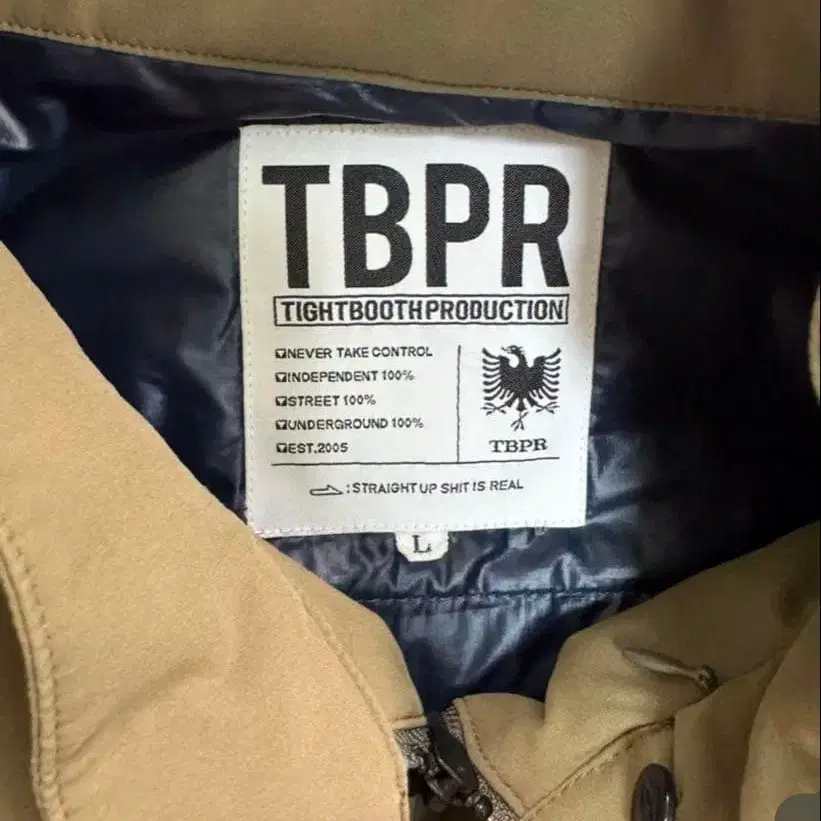 TBPR
TIGHTBOOTHPRODUCTION
NEVER TAKE CONTROL
INDEPENDENT 100%
STREET 100%
UNDERGROUND 100%
EST.2005
TBPR
:STRAIGHT UP SHIT IS REAL
L